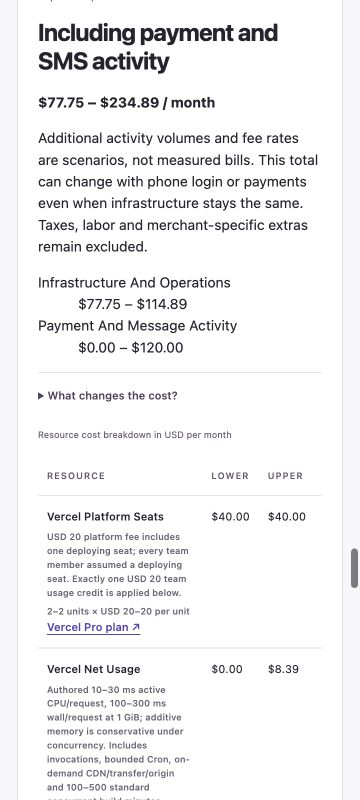 Including payment and
SMS activity
$77.75 – $234.89 / month
Additional activity volumes and fee rates
are scenarios, not measured bills. This total
can change with phone login or payments
even when infrastructure stays the same.
Taxes, labor and merchant-specific extras
remain excluded.
Infrastructure And Operations
$77.75 – $114.89
Payment And Message Activity
$0.00 – $120.00
▶ What changes the cost?
Resource cost breakdown in USD per month
RESOURCE LOWER UPPER
Vercel Platform Seats $40.00 $40.00
USD 20 platform fee includes
one deploying seat; every team
member assumed a deploying
seat. Exactly one USD 20 team
usage credit is applied below.
2–2 units × USD 20–20 per unit
Vercel Pro plan ↗
Vercel Net Usage $0.00 $8.39
Authored 10–30 ms active
CPU/request, 100–300 ms
wall/request at 1 GiB; additive
memory is conservative under
concurrency. Includes
invocations, bounded Cron, on-
demand CDN/transfer/origin
and 100–500 standard